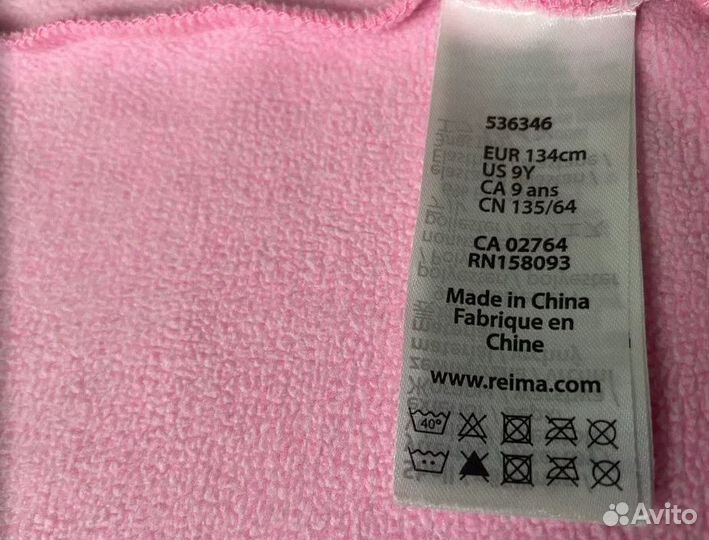 536346
EUR 134cm
US 9Y
CA 9 ans
CN 135/64
CA 02764
RN158093
Made in China
Fabrique en
Chine
www.reima.com
40°
Avito